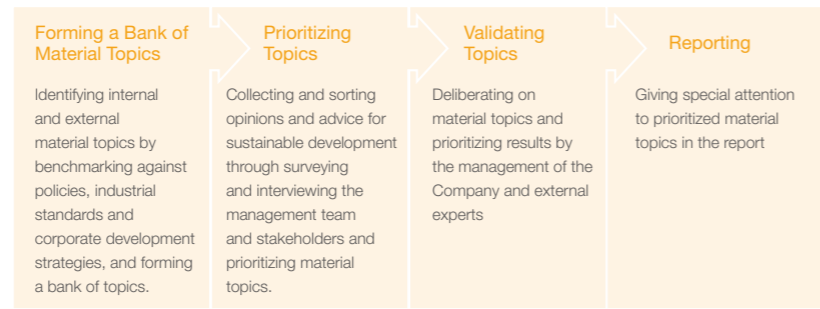 Forming a Bank of
Material Topics
Identifying internal
and external
material topics by
benchmarking against
policies, industrial
standards and
corporate development
strategies, and forming
a bank of topics.
Prioritizing
Topics
Collecting and sorting
opinions and advice for
sustainable development
through surveying
and interviewing the
management team
and stakeholders and
prioritizing material
topics.
Validating
Topics
Deliberating on
material topics and
prioritizing results by
the management of the
Company and external
experts
Reporting
Giving special attention
to prioritized material
topics in the report